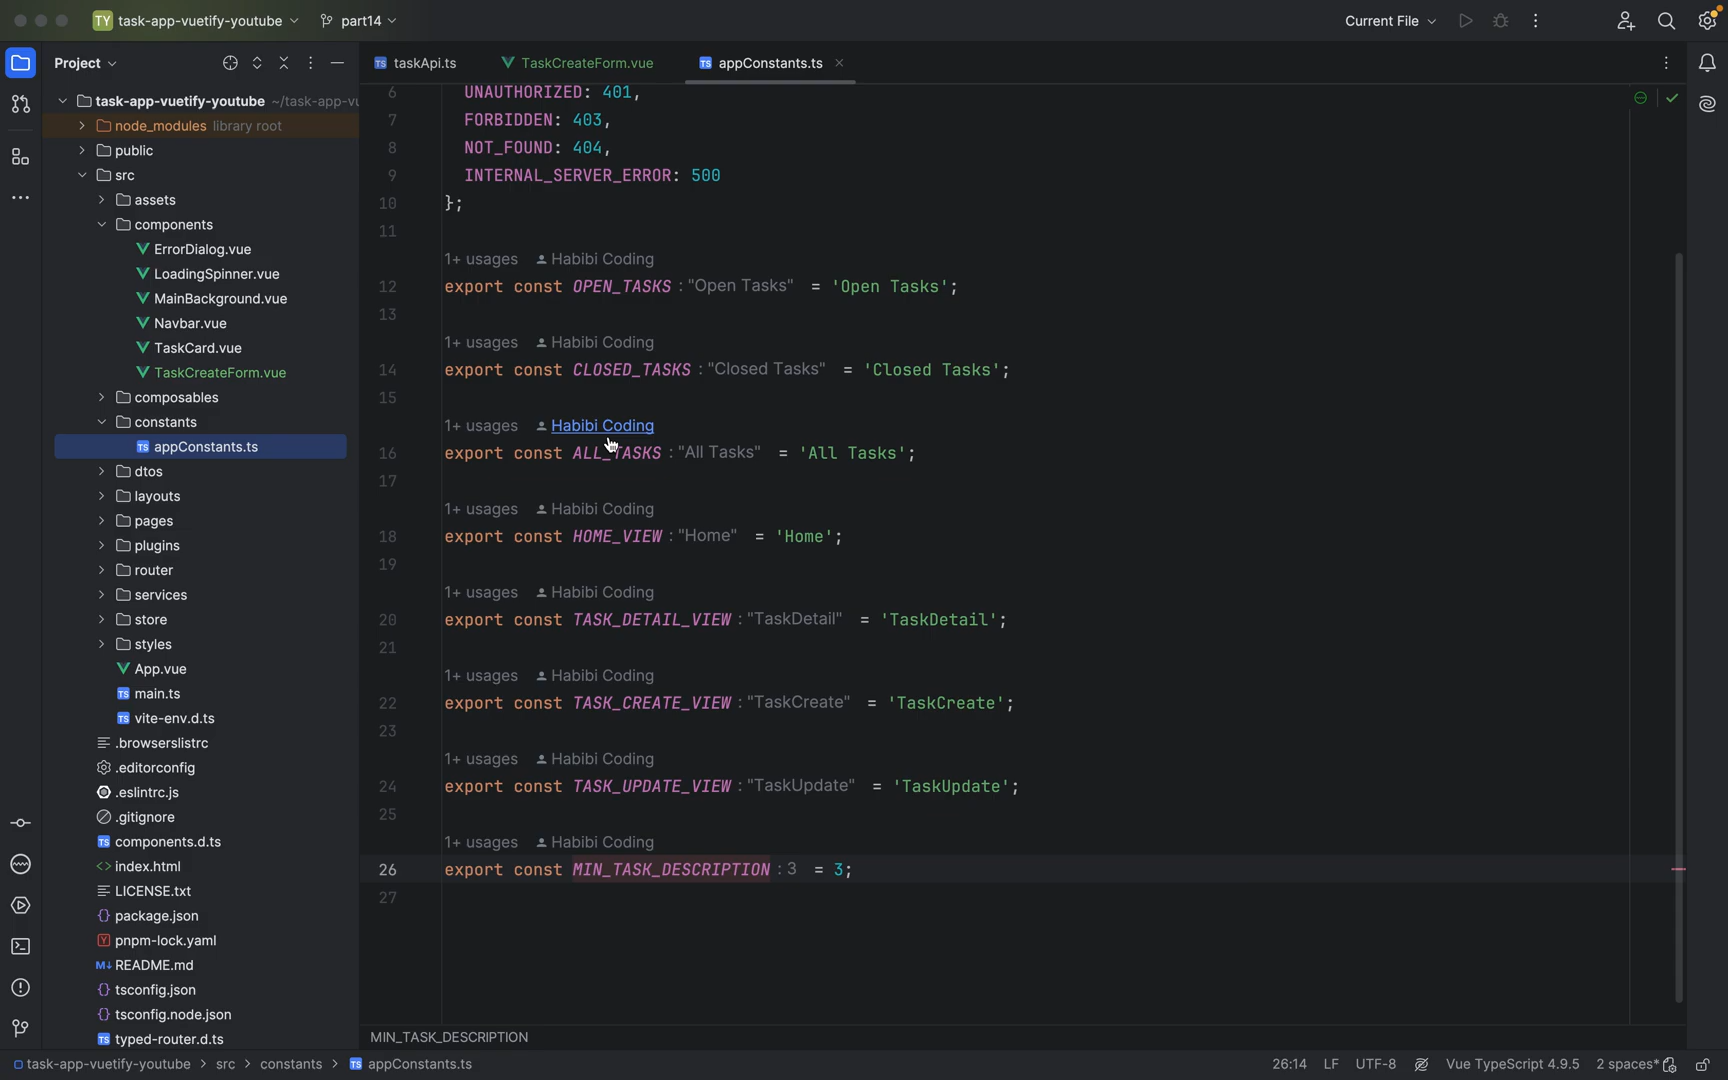 TY task-app-vuetify-youtube part14 Current File
Project
taskApi.ts TaskCreateForm.vue appConstants.ts
task-app-vuetify-youtube ~/task-app-vu
node_modules library root
public
src
assets
components
ErrorDialog.vue
LoadingSpinner.vue
MainBackground.vue
Navbar.vue
TaskCard.vue
TaskCreateForm.vue
composables
constants
TS appConstants.ts
dtos
layouts
pages
plugins
router
services
store
styles
App.vue
TS main.ts
TS vite-env.d.ts
.browserslistrc
.editorconfig
.eslintrc.js
.gitignore
TS components.d.ts
<> index.html
LICENSE.txt
{} package.json
Y pnpm-lock.yaml
M↓ README.md
{} tsconfig.json
{} tsconfig.node.json
TS typed-router.d.ts
6 UNAUTHORIZED: 401,
7 FORBIDDEN: 403,
8 NOT_FOUND: 404,
9 INTERNAL_SERVER_ERROR: 500
10 };
11
1+ usages Habibi Coding
12 export const OPEN_TASKS : "Open Tasks" = 'Open Tasks';
13
1+ usages Habibi Coding
14 export const CLOSED_TASKS : "Closed Tasks" = 'Closed Tasks';
15
1+ usages Habibi Coding
16 export const ALL_TASKS : "All Tasks" = 'All Tasks';
17
1+ usages Habibi Coding
18 export const HOME_VIEW : "Home" = 'Home';
19
1+ usages Habibi Coding
20 export const TASK_DETAIL_VIEW : "TaskDetail" = 'TaskDetail';
21
1+ usages Habibi Coding
22 export const TASK_CREATE_VIEW : "TaskCreate" = 'TaskCreate';
23
1+ usages Habibi Coding
24 export const TASK_UPDATE_VIEW : "TaskUpdate" = 'TaskUpdate';
25
1+ usages Habibi Coding
26 export const MIN_TASK_DESCRIPTION : 3 = 3;
27
MIN_TASK_DESCRIPTION
task-app-vuetify-youtube > src > constants > TS appConstants.ts 26:14 LF UTF-8 Vue TypeScript 4.9.5 2 spaces*